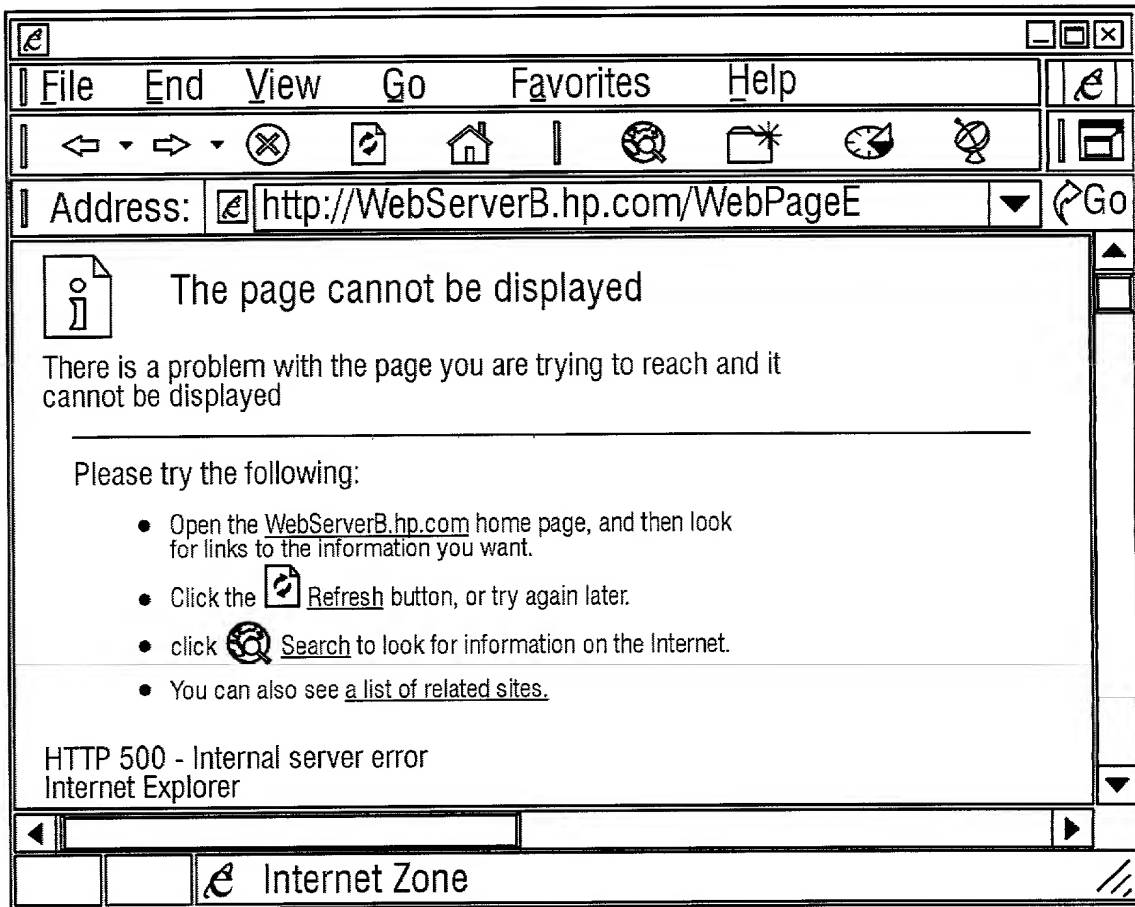 File End View Go Favorites Help
Address: http://WebServerB.hp.com/WebPageE Go
The page cannot be displayed
There is a problem with the page you are trying to reach and it
cannot be displayed
Please try the following:
• Open the WebServerB.hp.com home page, and then look
for links to the information you want.
• Click the Refresh button, or try again later.
• click Search to look for information on the Internet.
• You can also see a list of related sites.
HTTP 500 - Internal server error
Internet Explorer
Internet Zone